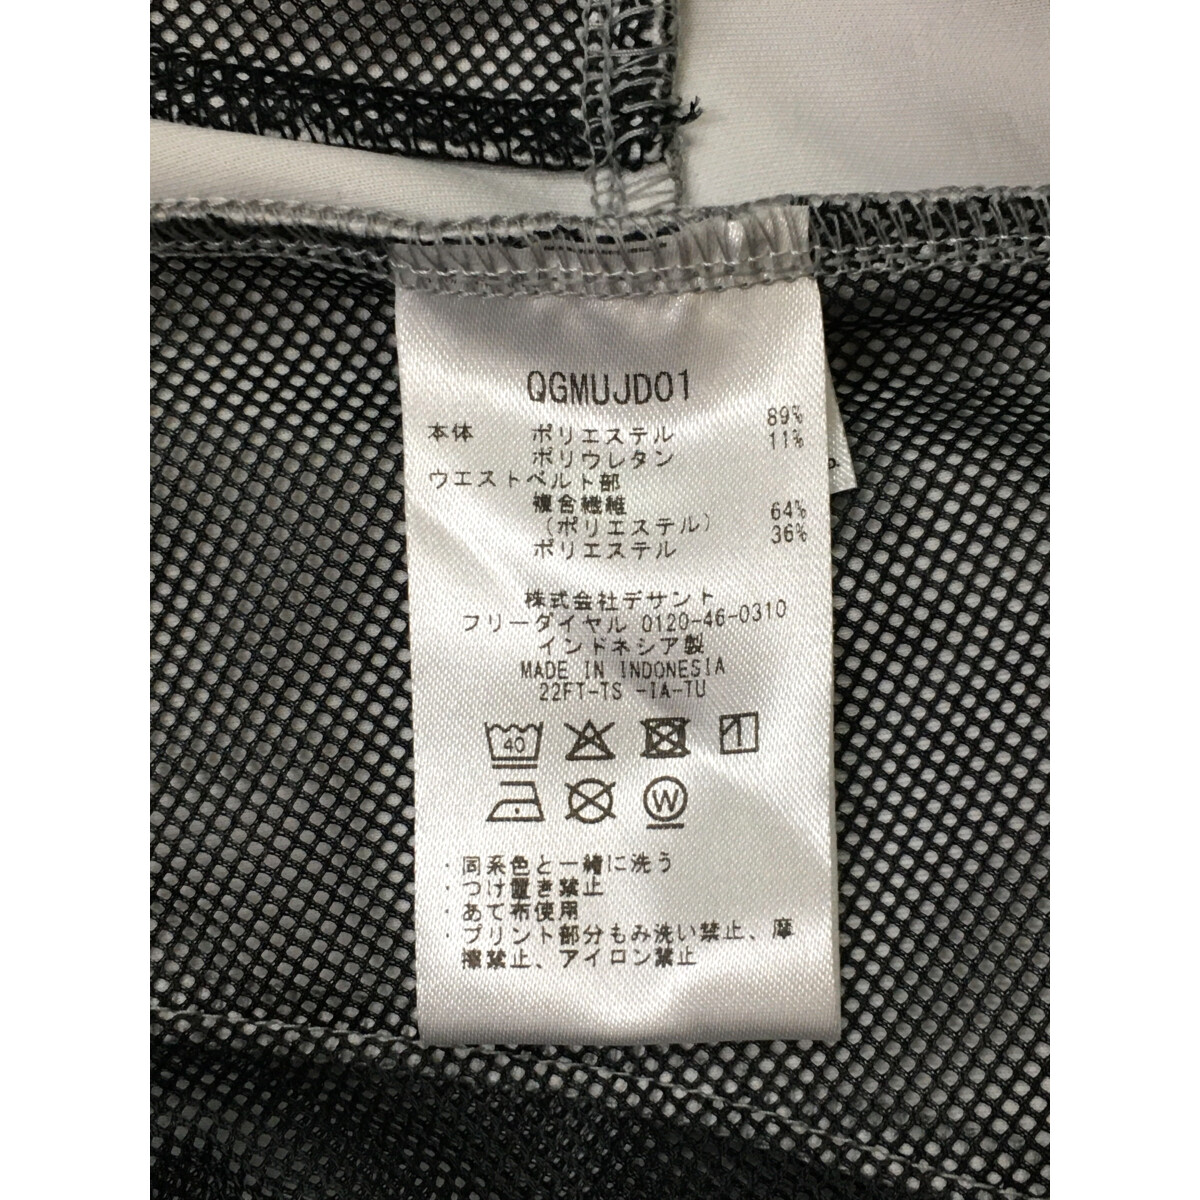 QGMUJD01
本体 ポリエステル 89%
ポリウレタン 11%
ウエストベルト部
複合繊維
(ポリエステル) 64%
ポリエステル 36%
株式会社デサント
フリーダイヤル 0120-46-0310
インドネシア製
MADE IN INDONESIA
22FT-TS -IA-TU
40
W
・同系色と一緒に洗う
・つけ置き禁止
・あて布使用
・プリント部分もみ洗い禁止、摩
擦禁止、アイロン禁止